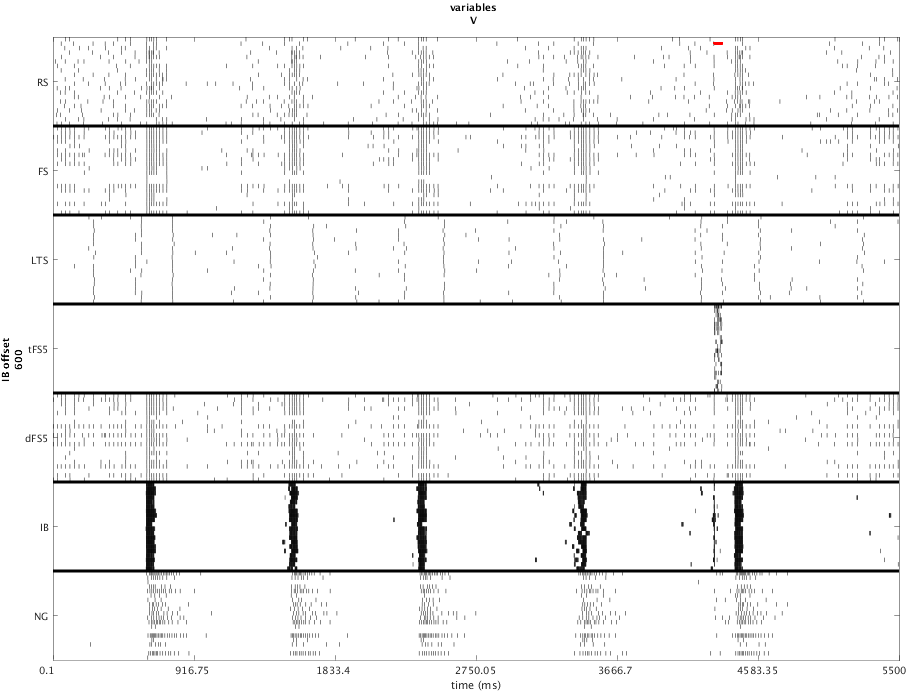 variables
V
RS
FS
LTS
tFS5
dFS5
IB
NG
IB offset
600
0.1 916.75 1833.4 2750.05 3666.7 4583.35 5500
time (ms)